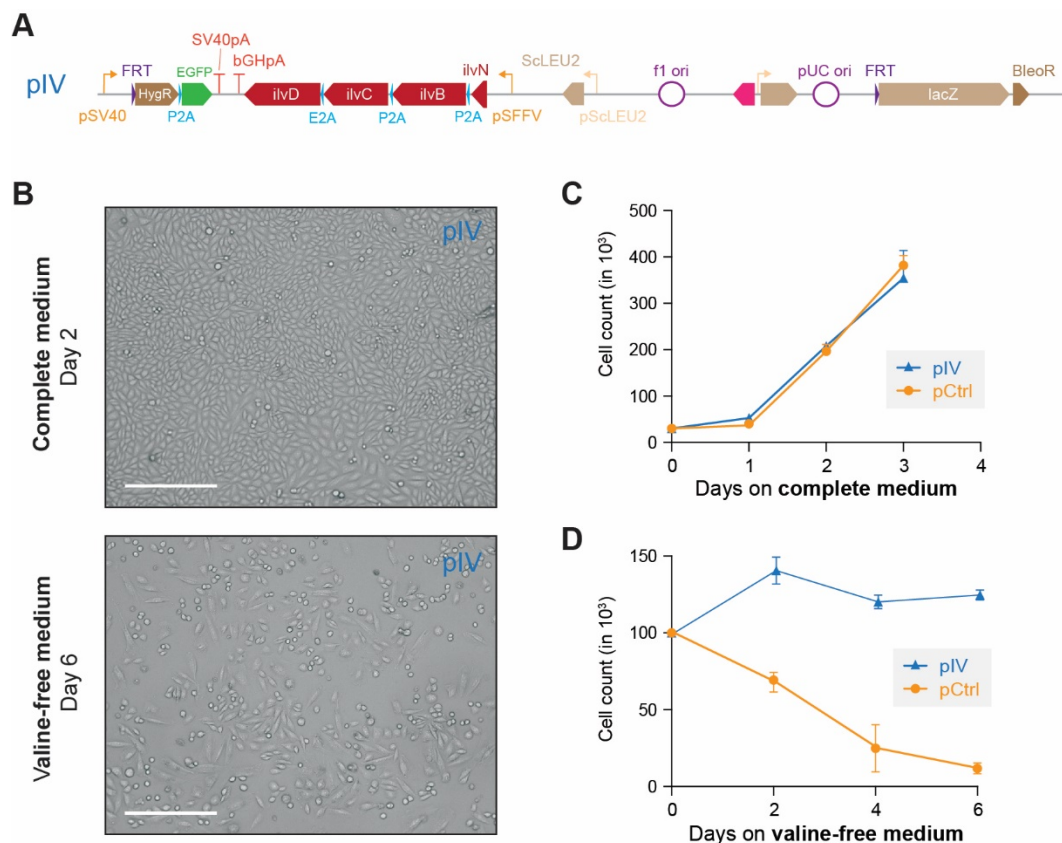 A
pIV
SV40pA
bGHpA
FRT
EGFP
HygR
ilvD
ilvC
ilvB
ilvN
ScLEU2
f1 ori
pUC ori
FRT
lacZ
BleoR
pSV40
P2A
E2A
P2A
P2A
pSFFV
pScLEU2
B
Complete medium
Day 2
pIV
Valine-free medium
Day 6
pIV
C
Cell count (in 10³)
500
400
300
200
100
0
0 1 2 3 4
Days on complete medium
pIV
pCtrl
D
Cell count (in 10³)
150
100
50
0
0 2 4 6
Days on valine-free medium
pIV
pCtrl